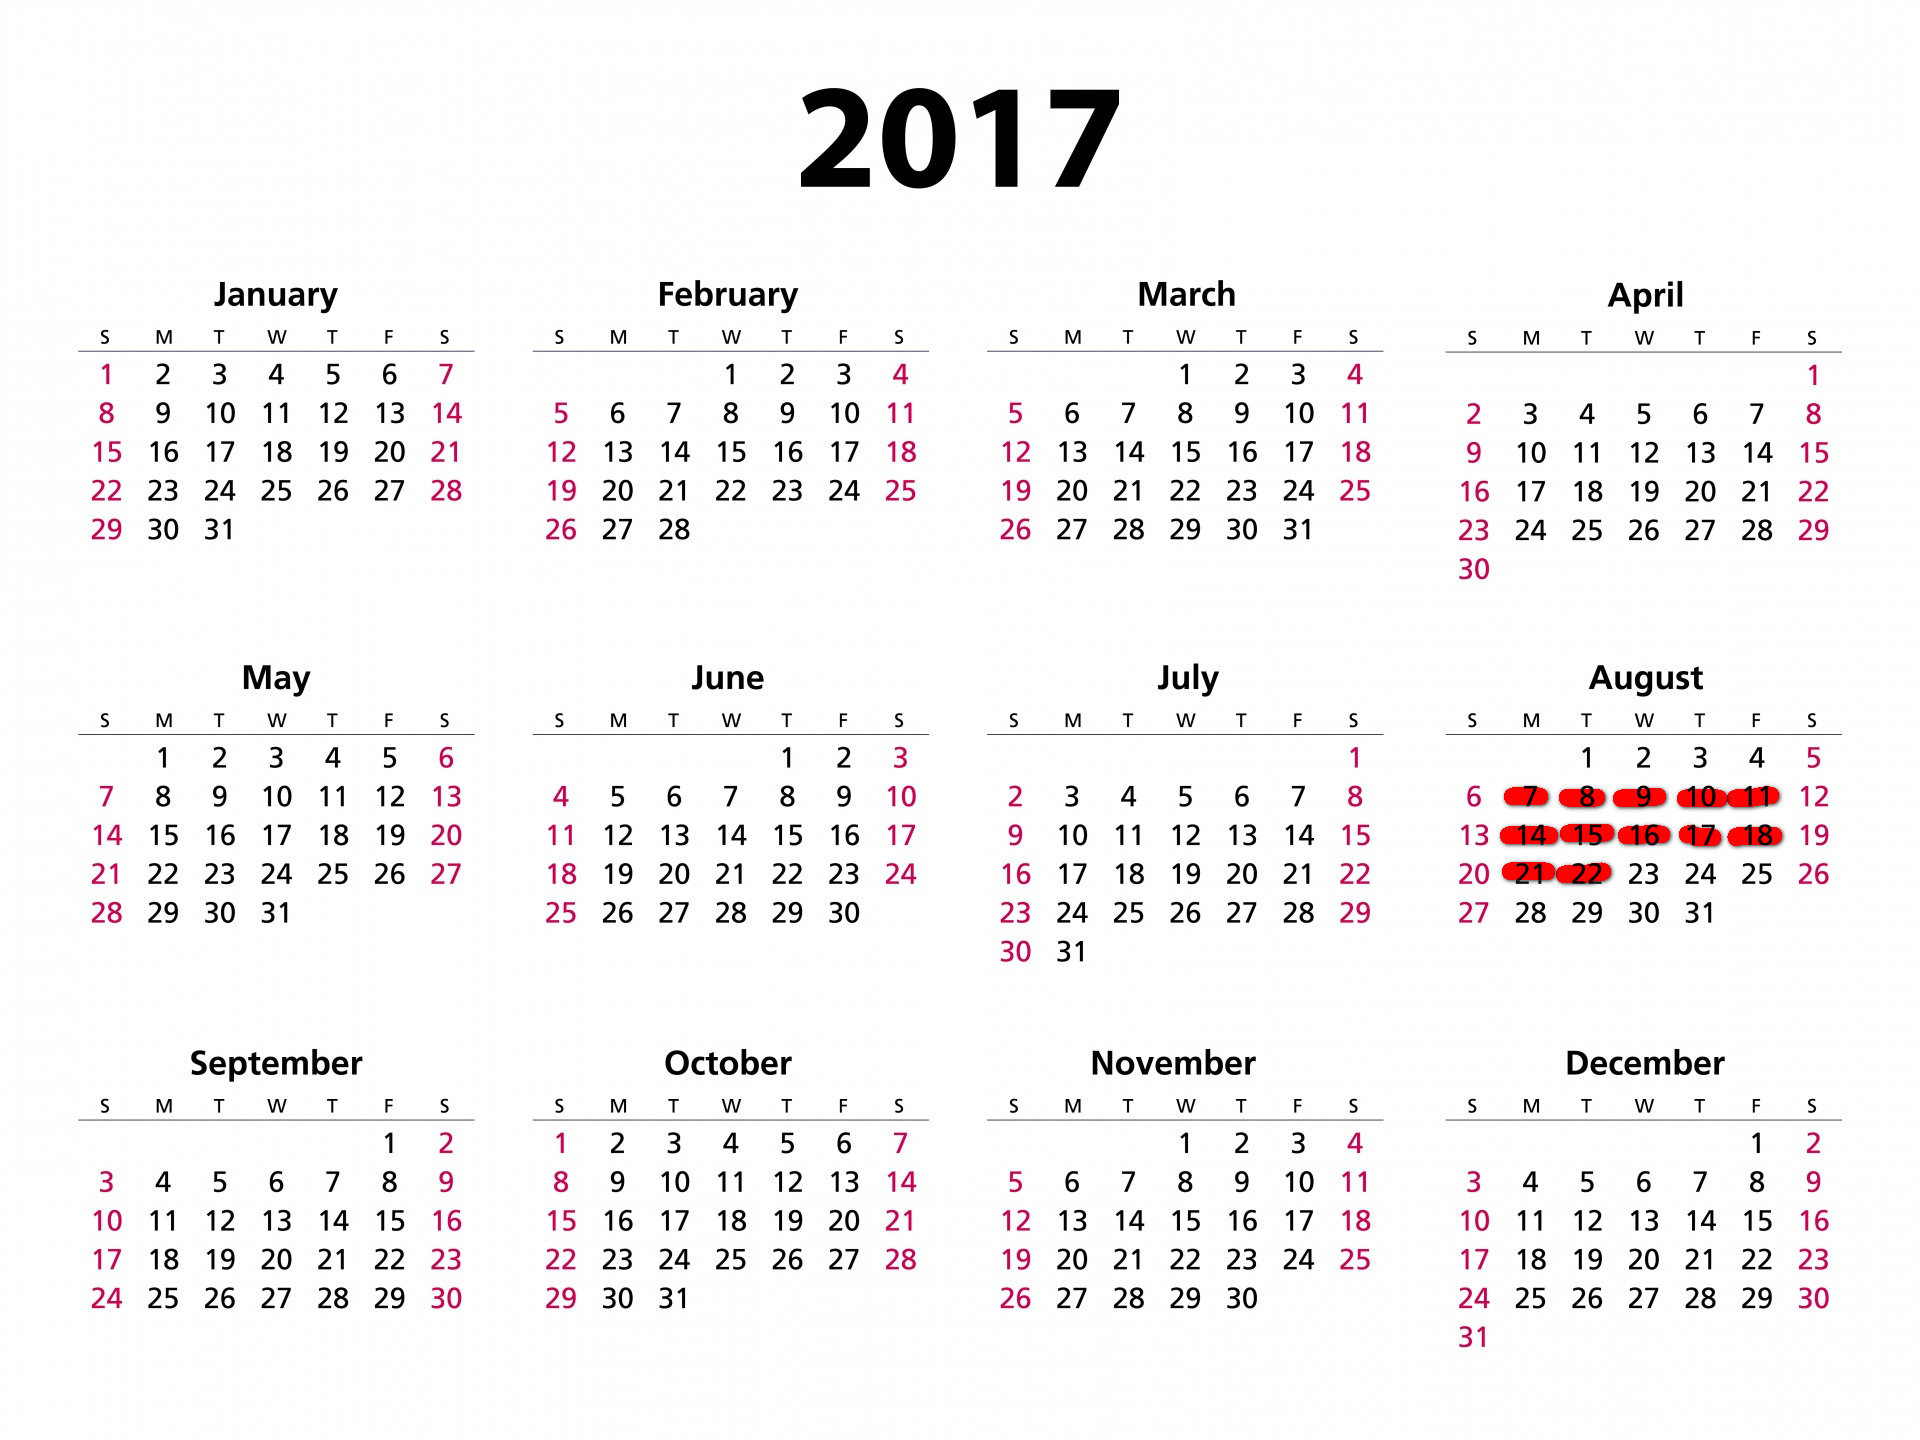 2017
January February March April
S M T W T F S S M T W T F S S M T W T F S S M T W T F S
1 2 3 4 5 6 7 1 2 3 4 1 2 3 4 1
8 9 10 11 12 13 14 5 6 7 8 9 10 11 5 6 7 8 9 10 11 2 3 4 5 6 7 8
15 16 17 18 19 20 21 12 13 14 15 16 17 18 12 13 14 15 16 17 18 9 10 11 12 13 14 15
22 23 24 25 26 27 28 19 20 21 22 23 24 25 19 20 21 22 23 24 25 16 17 18 19 20 21 22
29 30 31 26 27 28 26 27 28 29 30 31 23 24 25 26 27 28 29
30
May June July August
S M T W T F S S M T W T F S S M T W T F S S M T W T F S
1 2 3 4 5 6 1 2 3 1 1 2 3 4 5
7 8 9 10 11 12 13 4 5 6 7 8 9 10 2 3 4 5 6 7 8 6 7 8 9 10 11 12
14 15 16 17 18 19 20 11 12 13 14 15 16 17 9 10 11 12 13 14 15 13 14 15 16 17 18 19
21 22 23 24 25 26 27 18 19 20 21 22 23 24 16 17 18 19 20 21 22 20 21 22 23 24 25 26
28 29 30 31 25 26 27 28 29 30 23 24 25 26 27 28 29 27 28 29 30 31
30 31
September October November December
S M T W T F S S M T W T F S S M T W T F S S M T W T F S
1 2 1 2 3 4 5 6 7 1 2 3 4 1 2
3 4 5 6 7 8 9 8 9 10 11 12 13 14 5 6 7 8 9 10 11 3 4 5 6 7 8 9
10 11 12 13 14 15 16 15 16 17 18 19 20 21 12 13 14 15 16 17 18 10 11 12 13 14 15 16
17 18 19 20 21 22 23 22 23 24 25 26 27 28 19 20 21 22 23 24 25 17 18 19 20 21 22 23
24 25 26 27 28 29 30 29 30 31 26 27 28 29 30 24 25 26 27 28 29 30
31